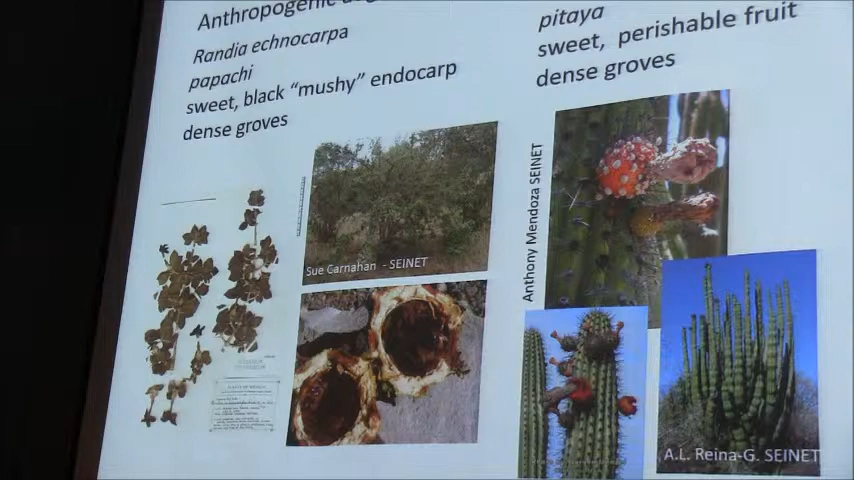 Anthropogenic
Randia echnocarpa
papachi
sweet, black “mushy” endocarp
dense groves
Sue Carnahan - SEINET
pitaya
sweet, perishable fruit
dense groves
Anthony Mendoza SEINET
A.L. Reina-G. SEINET